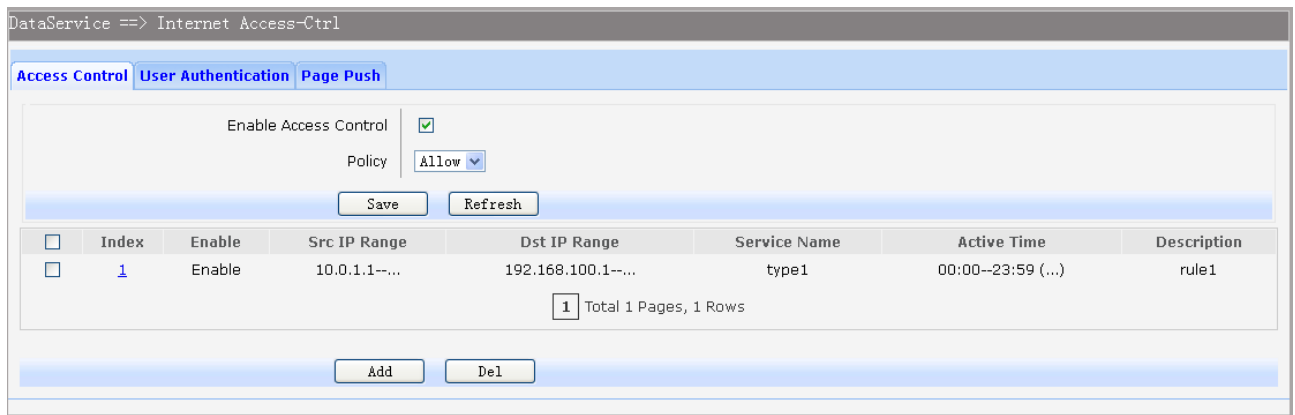 DataService ==> Internet Access-Ctrl
Access Control User Authentication Page Push
Enable Access Control
Policy Allow
Save Refresh
Index Enable Src IP Range Dst IP Range Service Name Active Time Description
1 Enable 10.0.1.1--... 192.168.100.1--... type1 00:00--23:59 (...) rule1
1 Total 1 Pages, 1 Rows
Add Del